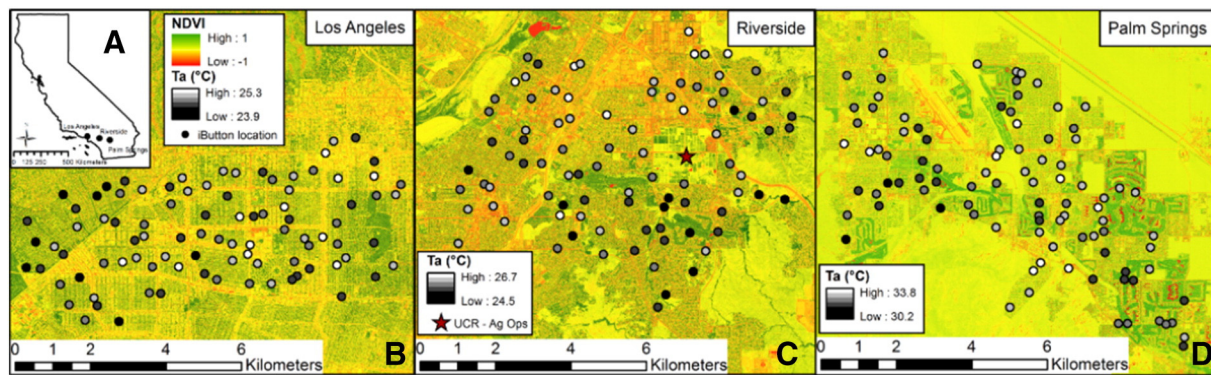 A
Los Angeles
Riverside
Palm Springs
0 125 250 500 Kilometers
NDVI
High : 1
Low : -1
Ta (°C)
High : 25.3
Low : 23.9
iButton location
Los Angeles
0 1 2 4 6
Kilometers
B
Riverside
Ta (°C)
High : 26.7
Low : 24.5
UCR - Ag Ops
0 1 2 4 6
Kilometers
C
Palm Springs
Ta (°C)
High : 33.8
Low : 30.2
0 1 2 4 6
Kilometers
D